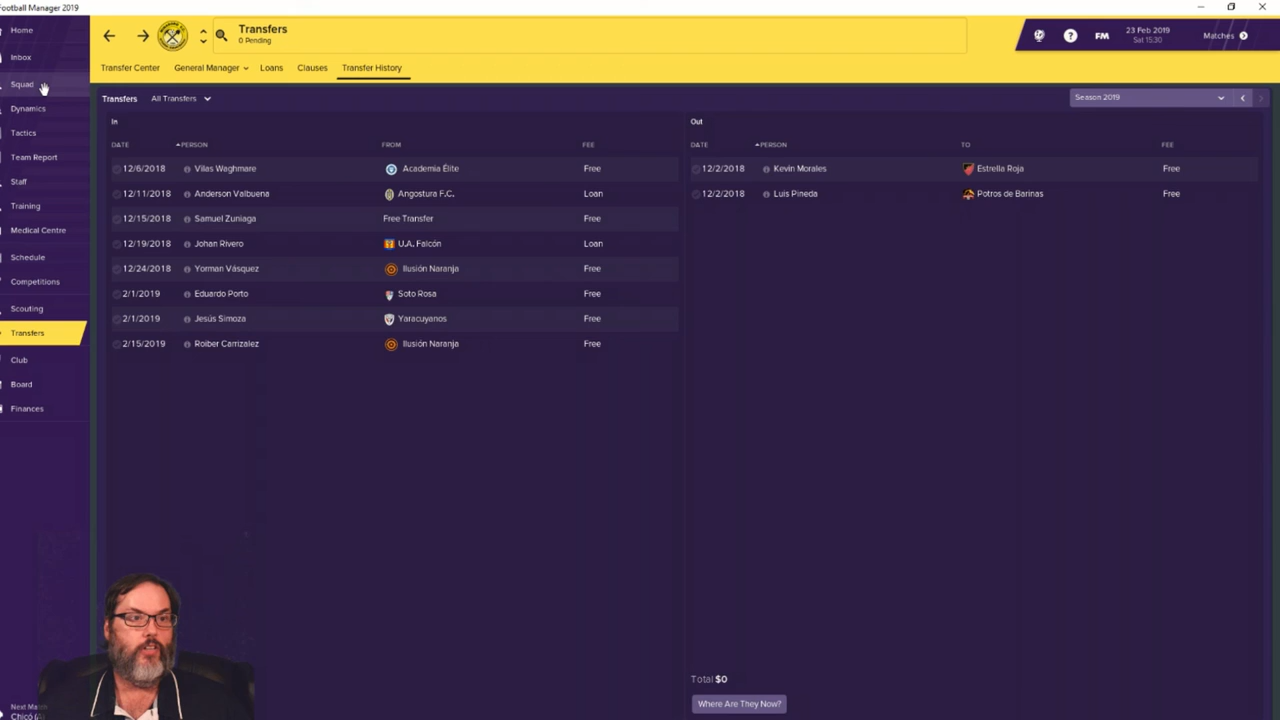 Football Manager 2019
Home
Inbox
Squad
Dynamics
Tactics
Team Report
Staff
Training
Medical Centre
Schedule
Competitions
Scouting
Transfers
Club
Board
Finances
Transfers
0 Pending
FM
23 Feb 2019
Sat 15:30
Matches
Transfer Center General Manager Loans Clauses Transfer History
Transfers All Transfers Season 2019
In
DATE PERSON FROM FEE
12/6/2018 Vilas Waghmare Academia Élite Free
12/11/2018 Anderson Valbuena Angostura F.C. Loan
12/15/2018 Samuel Zuniaga Free Transfer Free
12/19/2018 Johan Rivero U.A. Falcón Loan
12/24/2018 Yorman Vásquez Ilusión Naranja Free
2/1/2019 Eduardo Porto Soto Rosa Free
2/1/2019 Jesús Simoza Yaracuyanos Free
2/15/2019 Roiber Carrizalez Ilusión Naranja Free
Out
DATE PERSON TO FEE
12/2/2018 Kevin Morales Estrella Roja Free
12/2/2018 Luis Pineda Potros de Barinas Free
Total $0
Where Are They Now?
Next Ma
Chicó (A